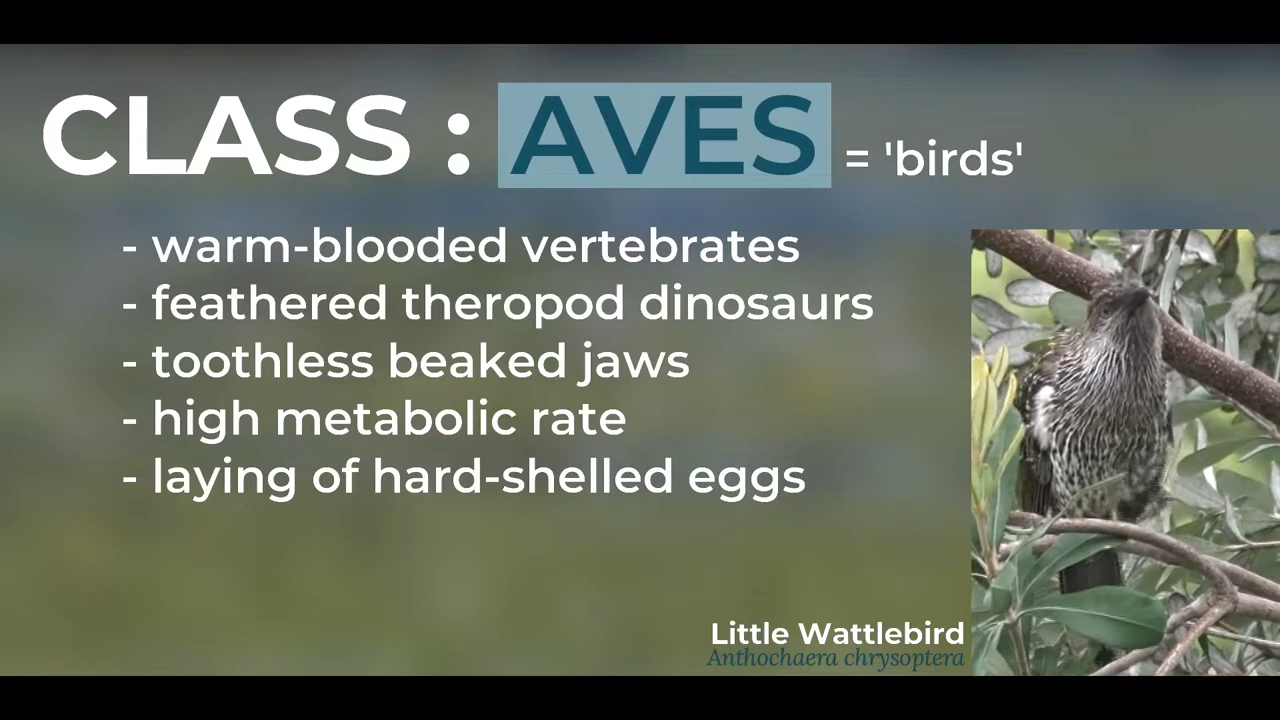 CLASS : AVES = 'birds'
- warm-blooded vertebrates
- feathered theropod dinosaurs
- toothless beaked jaws
- high metabolic rate
- laying of hard-shelled eggs
Little Wattlebird
Anthochaera chrysoptera